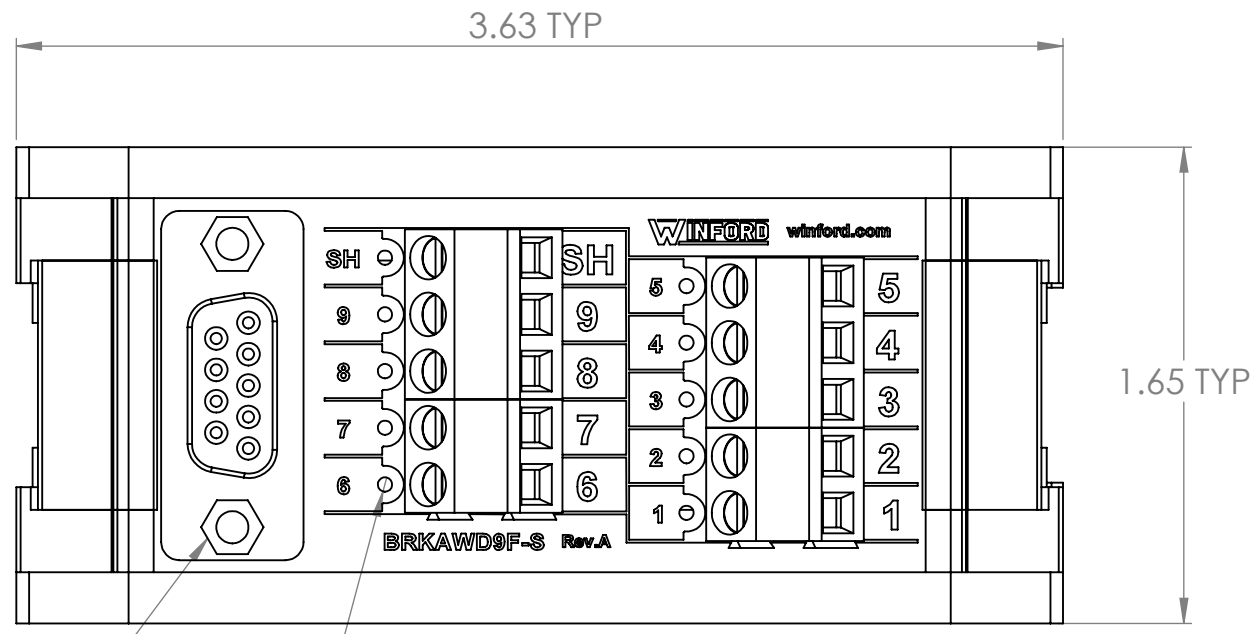 3.63 TYP
WINFORD winford.com
SH SH
9 9
8 8
7 7
6 6
5 5
4 4
3 3
2 2
1 1
BRKAWD9F-S Rev.A
1.65 TYP